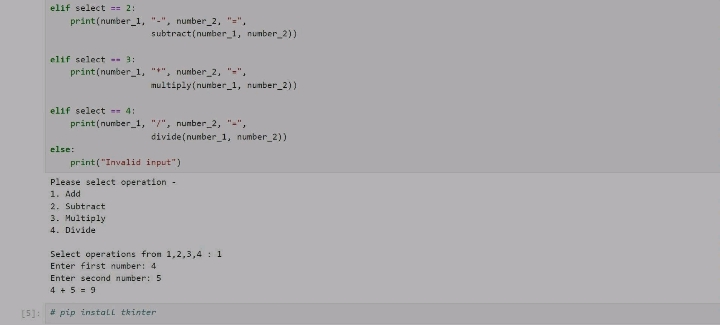 elif select == 2:
print(number_1, "-", number_2, "=",
subtract(number_1, number_2))
elif select == 3:
print(number_1, "*", number_2, "=",
multiply(number_1, number_2))
elif select == 4:
print(number_1, "/", number_2, "=",
divide(number_1, number_2))
else:
print("Invalid input")
Please select operation -
1. Add
2. Subtract
3. Multiply
4. Divide
Select operations from 1,2,3,4 : 1
Enter first number: 4
Enter second number: 5
4 + 5 = 9
[5]: # pip install tkinter